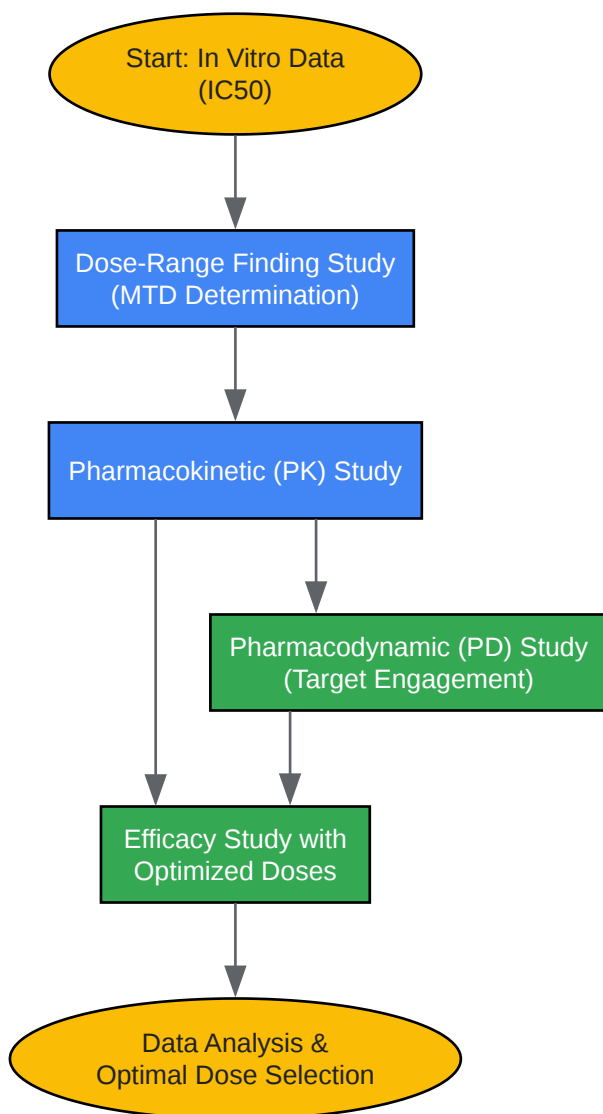 Start: In Vitro Data
(IC50)
Dose-Range Finding Study
(MTD Determination)
Pharmacokinetic (PK) Study
Pharmacodynamic (PD) Study
(Target Engagement)
Efficacy Study with
Optimized Doses
Data Analysis &
Optimal Dose Selection